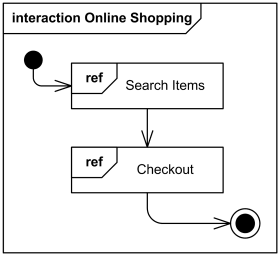 interaction Online Shopping
ref
Search Items
ref
Checkout